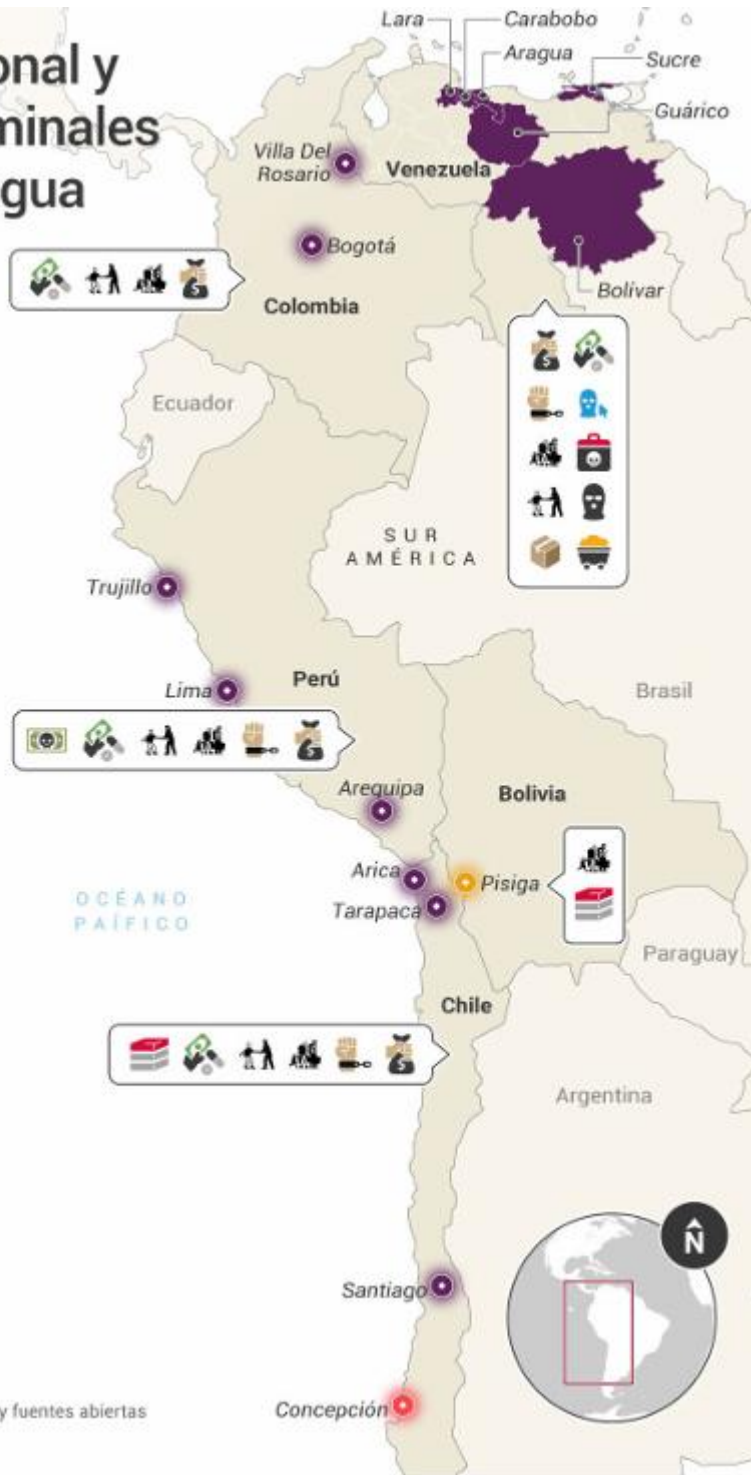 onal y
minales
gua
Lara
Carabobo
Aragua
Sucre
Guárico
Villa Del
Rosario
Venezuela
Bogotá
Bolívar
Colombia
Ecuador
SUR
AMÉRICA
Trujillo
Lima
Perú
Brasil
Arequipa
Bolivia
Arica
Pisiga
Tarapaca
OCÉANO
PAÍFICO
Paraguay
Chile
Argentina
N
Santiago
y fuentes abiertas
Concepción